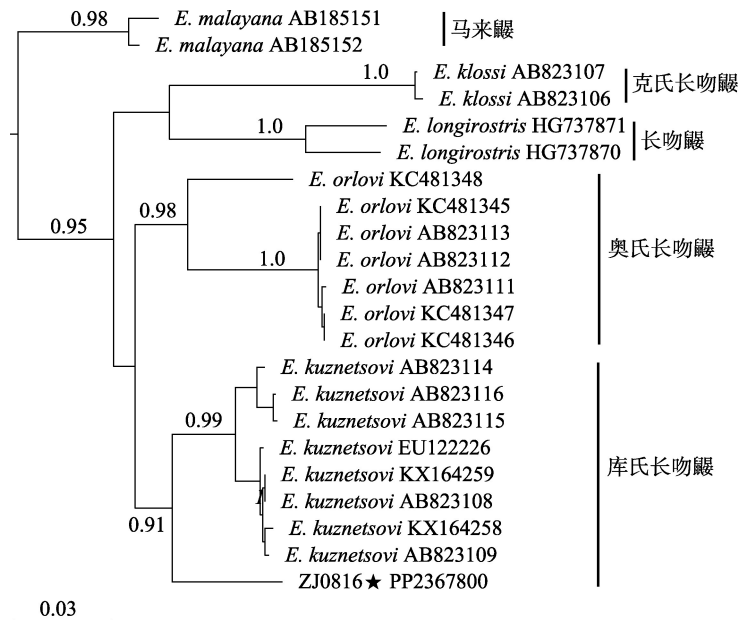 0.98
E. malayana AB185151
E. malayana AB185152
马来鼹
1.0
E. klossi AB823107
E. klossi AB823106
克氏长吻鼹
1.0
E. longirostris HG737871
E. longirostris HG737870
长吻鼹
0.95
0.98
E. orlovi KC481348
E. orlovi KC481345
E. orlovi AB823113
E. orlovi AB823112
1.0
E. orlovi AB823111
E. orlovi KC481347
E. orlovi KC481346
奥氏长吻鼹
E. kuznetsovi AB823114
E. kuznetsovi AB823116
E. kuznetsovi AB823115
0.99
E. kuznetsovi EU122226
E. kuznetsovi KX164259
E. kuznetsovi AB823108
E. kuznetsovi KX164258
E. kuznetsovi AB823109
库氏长吻鼹
0.91
ZJ0816★ PP2367800
0.03